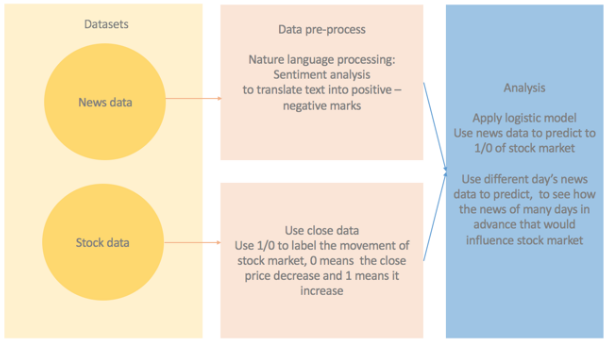 Datasets
News data
Stock data
Data pre-process
Nature language processing:
Sentiment analysis
to translate text into positive –
negative marks
Use close data
Use 1/0 to label the movement of
stock market, 0 means the close
price decrease and 1 means it
increase
Analysis
Apply logistic model
Use news data to predict to
1/0 of stock market
Use different day's news
data to predict, to see how
the news of many days in
advance that would
influence stock market